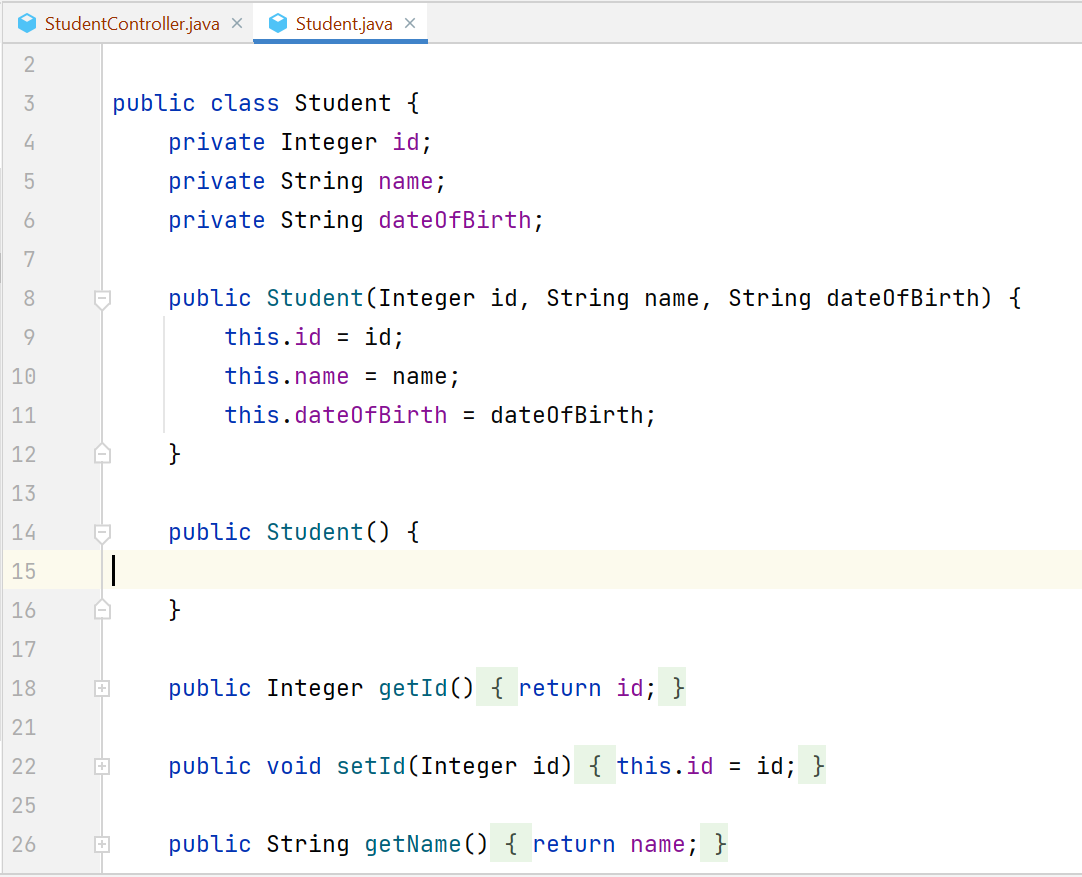 StudentController.java × Student.java ×
2
3 public class Student {
4     private Integer id;
5     private String name;
6     private String dateOfBirth;
7
8     public Student(Integer id, String name, String dateOfBirth) {
9         this.id = id;
10         this.name = name;
11         this.dateOfBirth = dateOfBirth;
12     }
13
14     public Student() {
15
16     }
17
18     public Integer getId() { return id; }
21
22     public void setId(Integer id) { this.id = id; }
25
26     public String getName() { return name; }